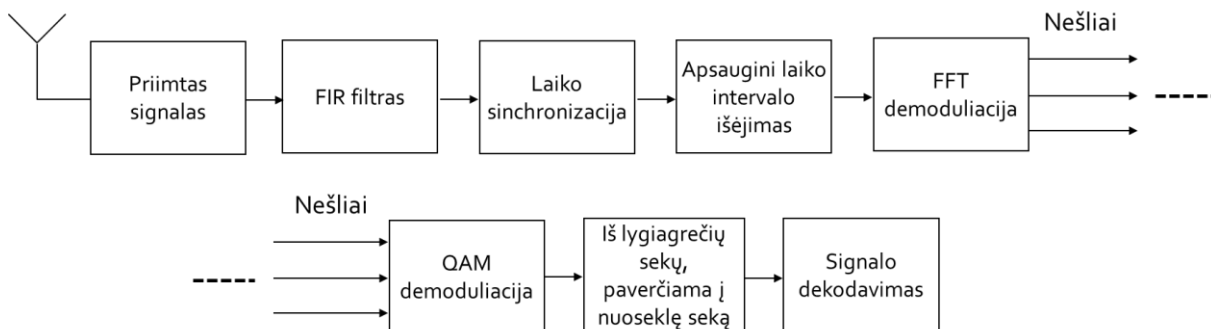 Nešliai
Priimtas
signalas
FIR filtras
Laiko
sinchronizacija
Apsaugini laiko
intervalo
išėjimas
FFT
demoduliacija
Nešliai
QAM
demoduliacija
Iš lygiagrečių
sekų,
paverčiama į
nuoseklę seką
Signalo
dekodavimas